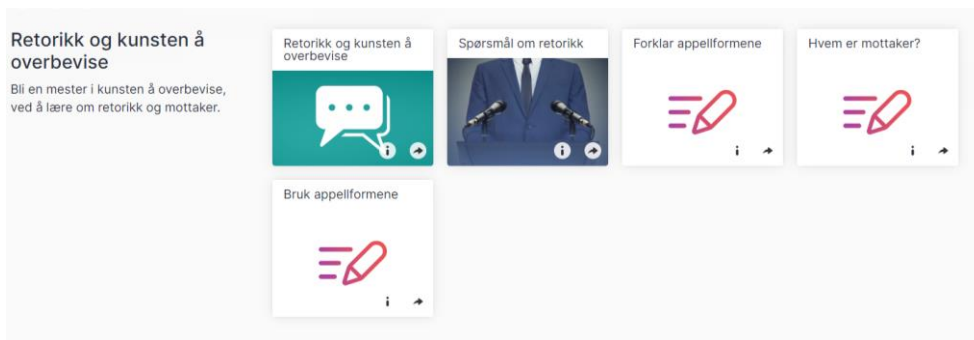 Retorikk og kunsten å
overbevise
Bli en mester i kunsten å overbevise,
ved å lære om retorikk og mottaker.
Retorikk og kunsten å
overbevise
Spørsmål om retorikk
Forklar appellformene
Hvem er mottaker?
Bruk appellformene